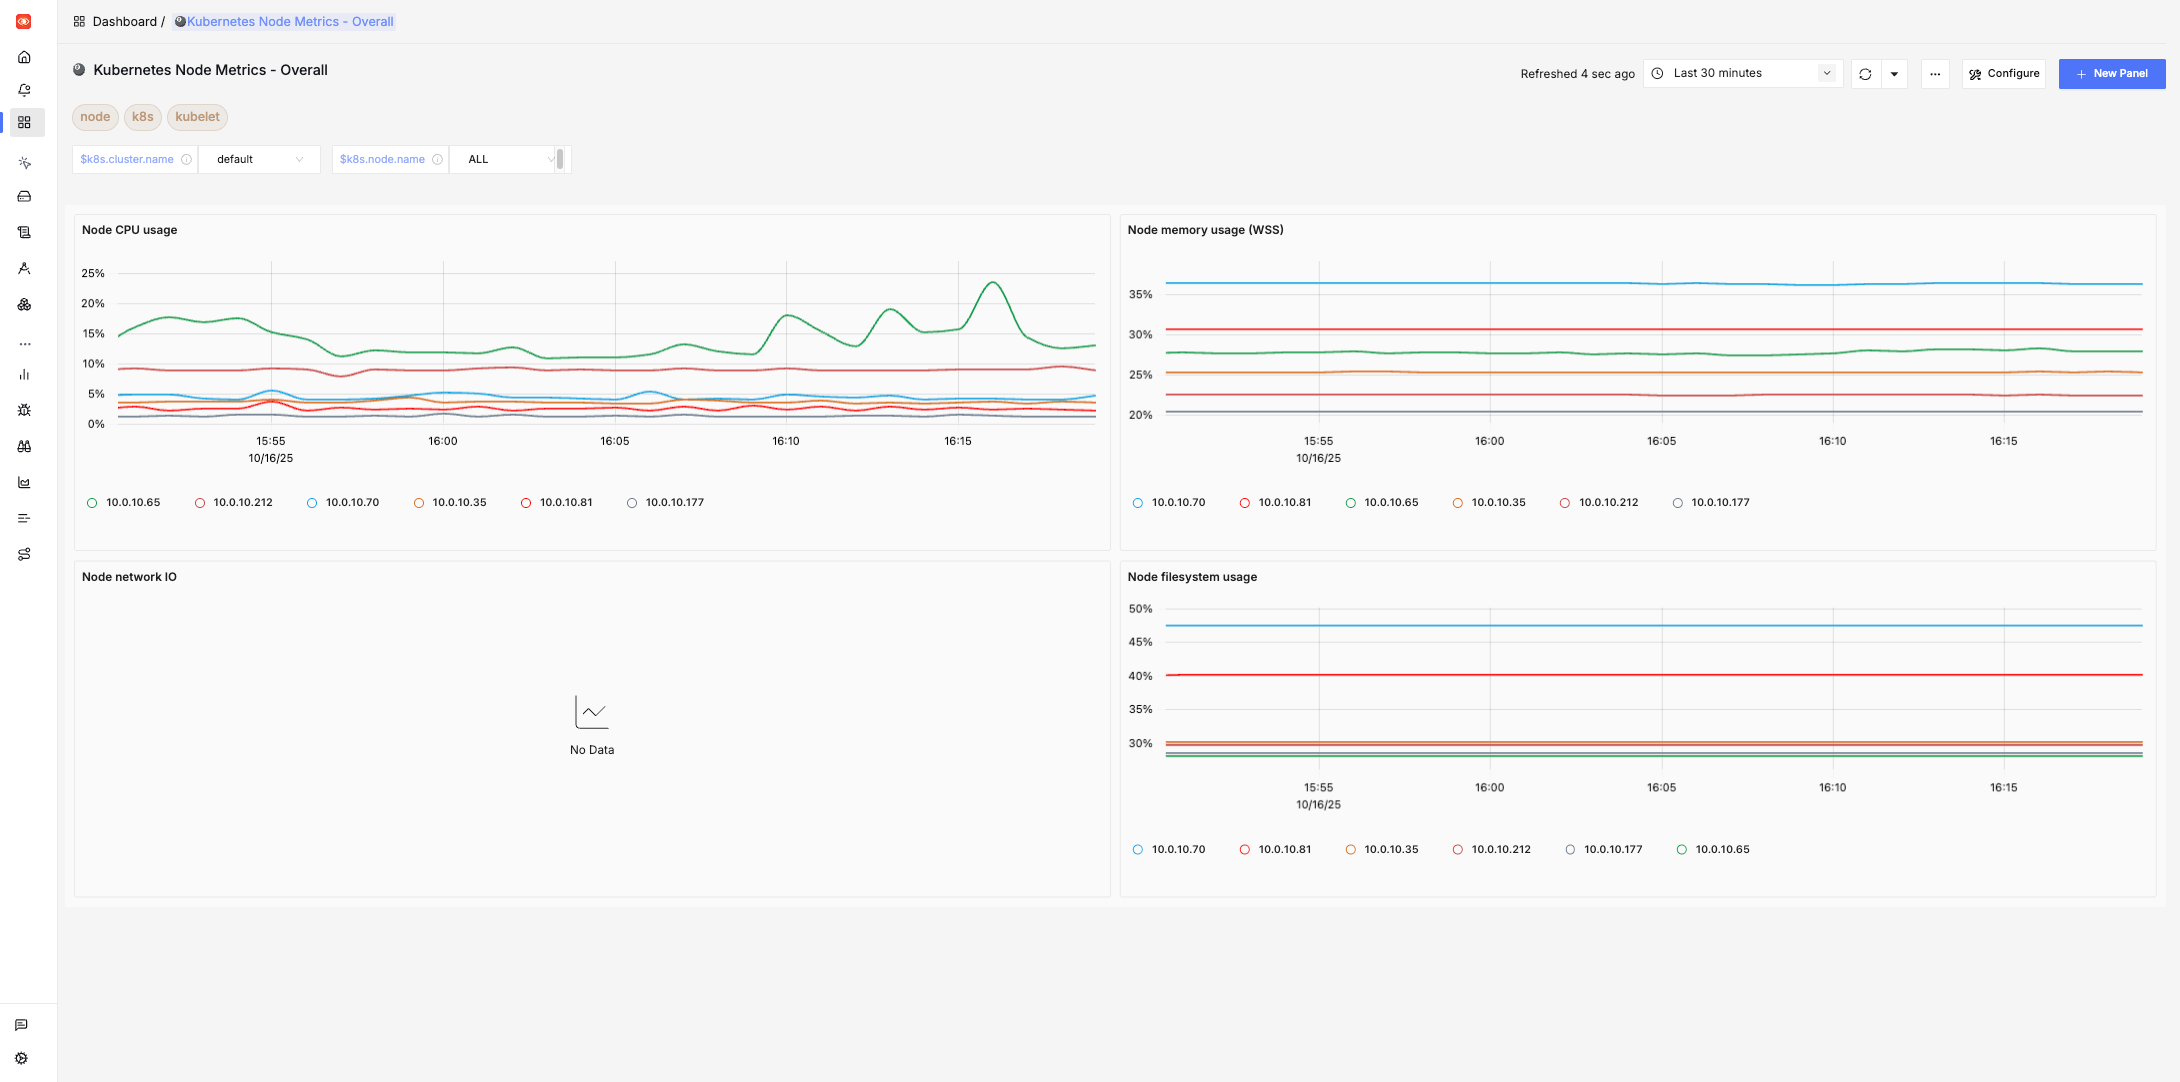 Dashboard / Kubernetes Node Metrics - Overall
Kubernetes Node Metrics - Overall
Refreshed 4 sec ago
Last 30 minutes
Configure
New Panel
node
k8s
kubelet
$k8s.cluster.name
default
$k8s.node.name
ALL
Node CPU usage
25%
20%
15%
10%
5%
0%
15:55
16:00
16:05
16:10
16:15
10/16/25
10.0.10.65
10.0.10.212
10.0.10.70
10.0.10.35
10.0.10.81
10.0.10.177
Node memory usage (WSS)
35%
30%
25%
20%
15:55
16:00
16:05
16:10
16:15
10/16/25
10.0.10.70
10.0.10.81
10.0.10.65
10.0.10.35
10.0.10.212
10.0.10.177
Node network IO
No Data
Node filesystem usage
50%
45%
40%
35%
30%
15:55
16:00
16:05
16:10
16:15
10/16/25
10.0.10.70
10.0.10.81
10.0.10.35
10.0.10.212
10.0.10.177
10.0.10.65